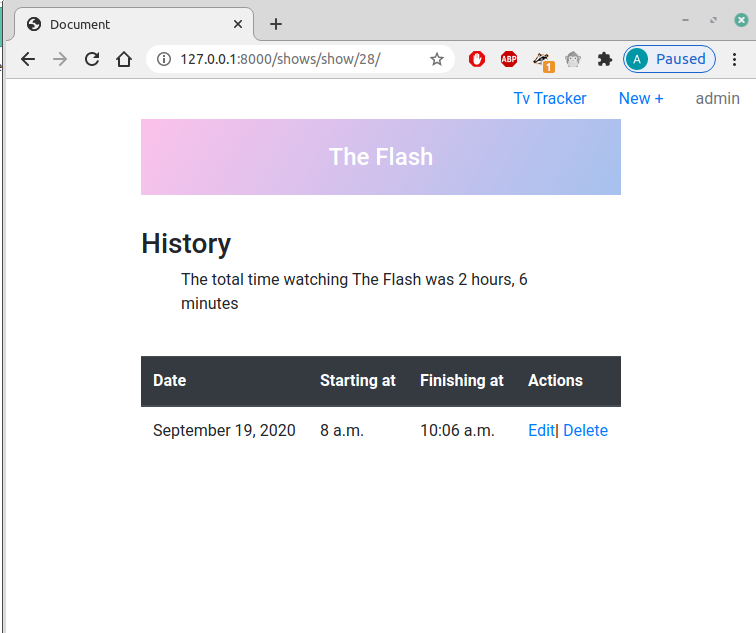 Document
127.0.0.1:8000/shows/show/28/
ABP
1
A Paused
Tv Tracker New + admin
The Flash
History
The total time watching The Flash was 2 hours, 6
minutes
Date Starting at Finishing at Actions
September 19, 2020 8 a.m. 10:06 a.m. Edit| Delete